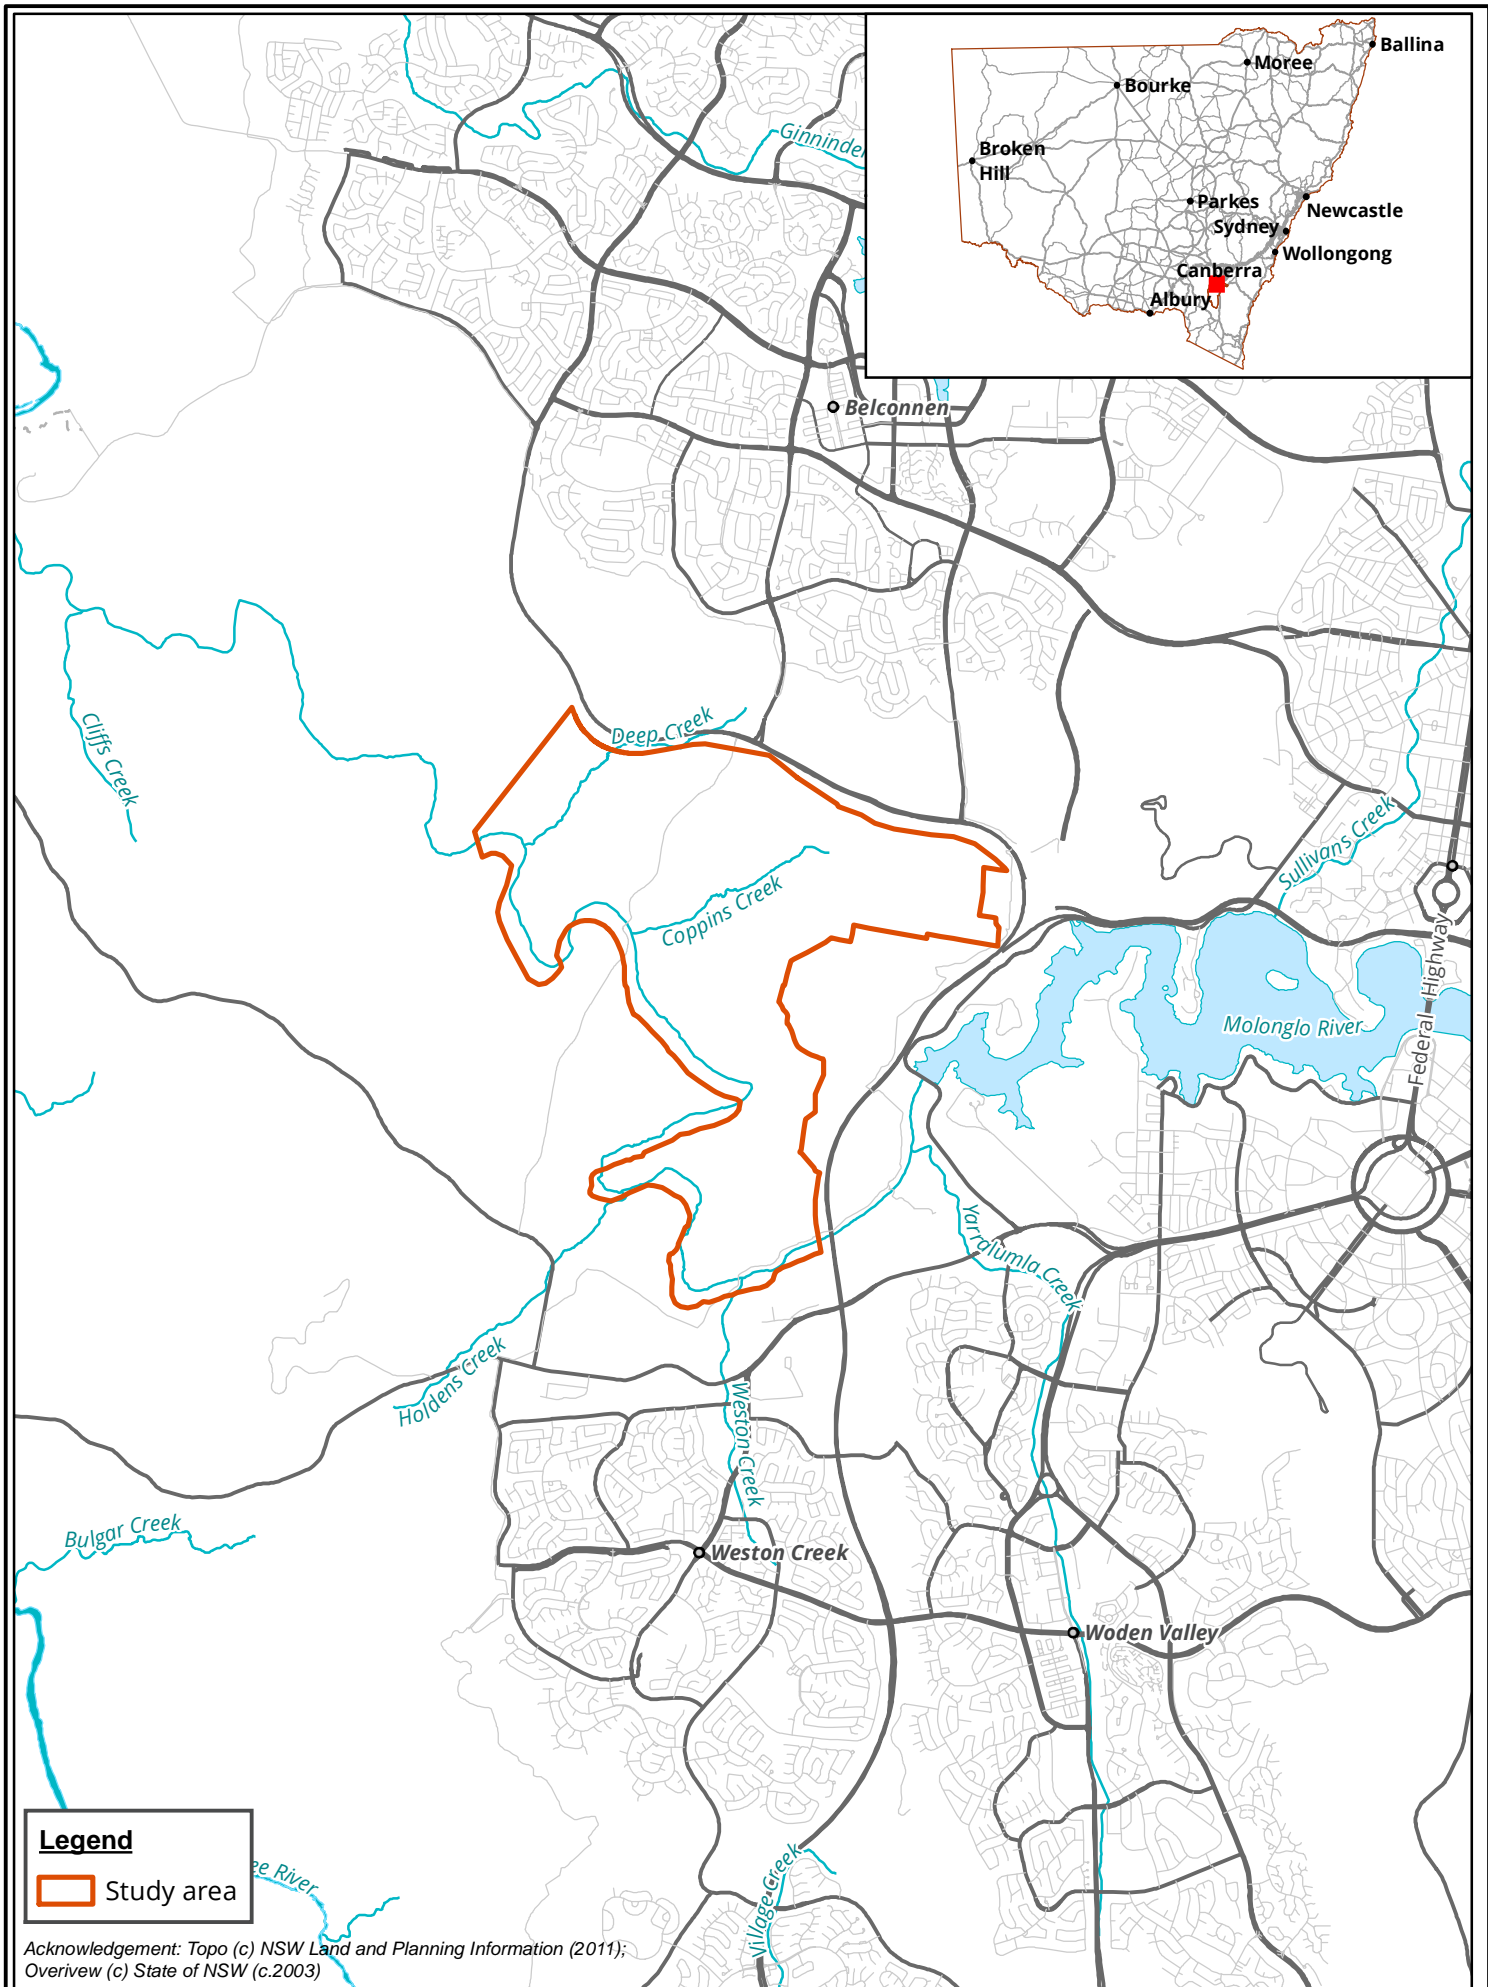 Ballina
Moree
Bourke
Broken
Hill
Parkes
Newcastle
Sydney
Wollongong
Canberra
Albury
Belconnen
Deep Creek
Cliffs Creek
Sullivans Creek
Coppins Creek
Federal Highway
Molonglo River
Yarralumla Creek
Holdens Creek
Weston Creek
Bulgar Creek
Weston Creek
Woden Valley
Legend
Study area
River
Village Creek
Acknowledgement: Topo (c) NSW Land and Planning Information (2011);
Overivew (c) State of NSW (c.2003)